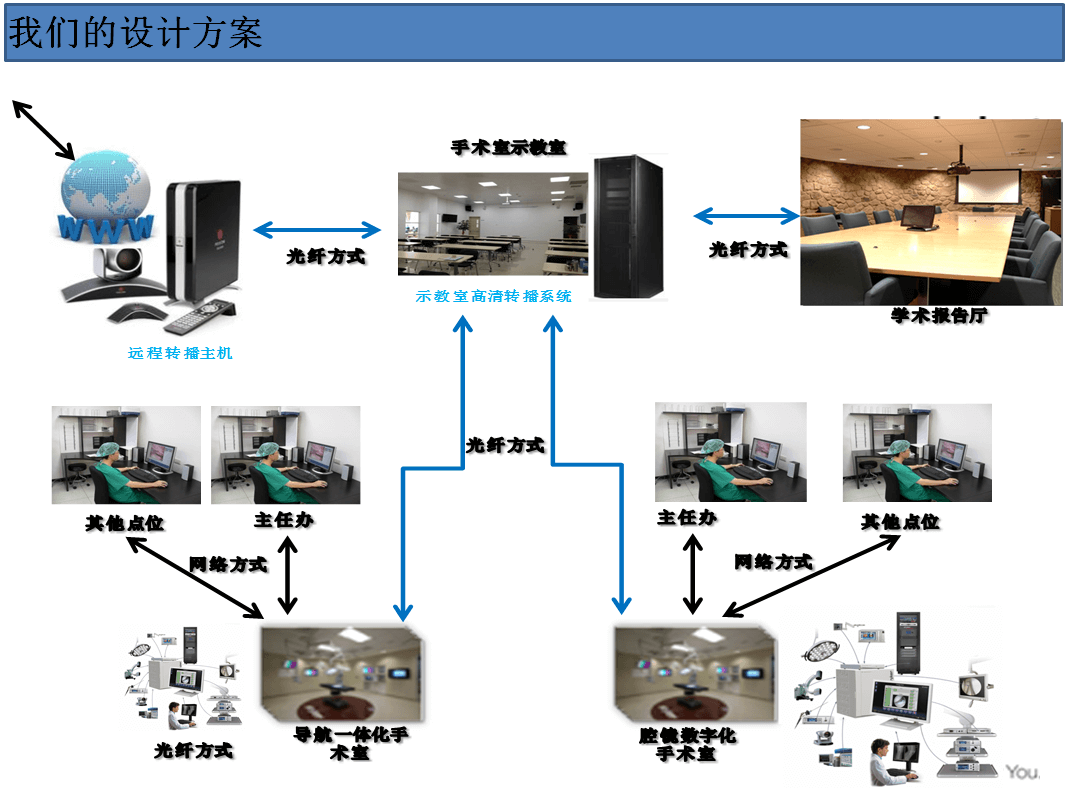 我们的设计方案
手术室示教室
WWW
光纤方式
光纤方式
示教室高清转播系统
学术报告厅
远程转播主机
光纤方式
其他点位
主任办
主任办
其他点位
网络方式
网络方式
光纤方式
导航一体化手
术室
腔镜数字化
手术室
You.